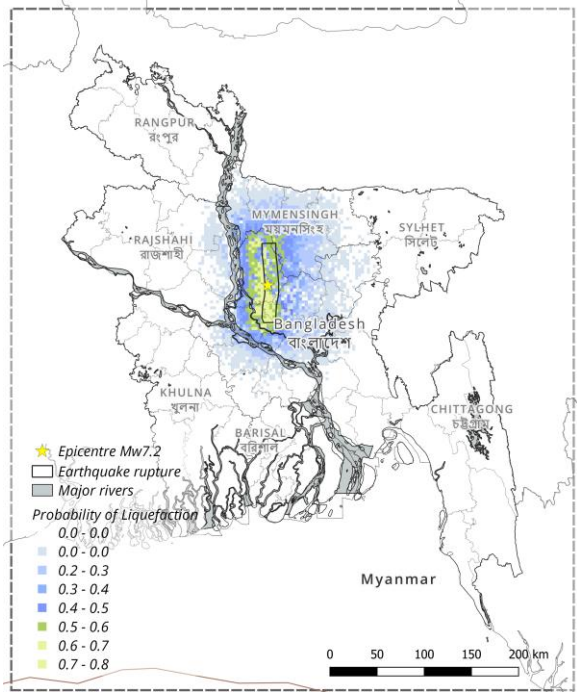 RANGPUR
রংপুর
MYMENSINGH
ময়মনসিংহ
SYLHET
সিলেট
RAJSHAHI
রাজশাহী
Bangladesh
বাংলাদেশ
KHULNA
খুলনা
CHITTAGONG
চট্টগ্রাম
BARISAL
বরিশাল
Epicentre Mw7.2
Earthquake rupture
Major rivers
Probability of Liquefaction
0.0 - 0.0
0.0 - 0.0
0.2 - 0.3
0.3 - 0.4
0.4 - 0.5
0.5 - 0.6
0.6 - 0.7
0.7 - 0.8
Myanmar
0 50 100 150 200 km